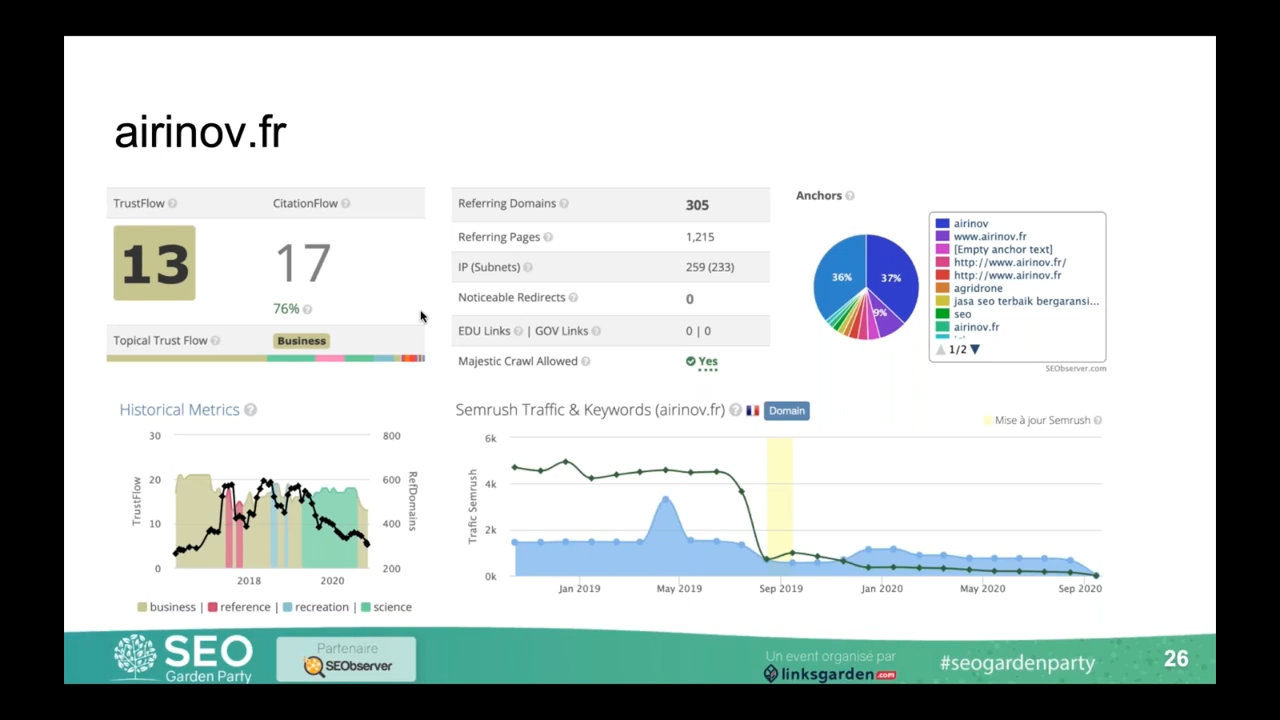 airinov.fr
TrustFlow ?
CitationFlow ?
13
17
76% ?
Topical Trust Flow ?
Business
Referring Domains ?
305
Referring Pages ?
1,215
IP (Subnets) ?
259 (233)
Noticeable Redirects ?
0
EDU Links ? | GOV Links ?
0 | 0
Majestic Crawl Allowed ?
Yes
Anchors ?
36%
37%
9%
airinov
www.airinov.fr
[Empty anchor text]
http://www.airinov.fr/
http://www.airinov.fr
agridrone
jasa seo terbaik bergaransi...
seo
airinov.fr
1/2
SEObserver.com
Historical Metrics ?
30
20
10
0
TrustFlow
800
600
400
200
RefDomains
2018
2020
business | reference | recreation | science
Semrush Traffic & Keywords (airinov.fr) ? Domain
Mise à jour Semrush ?
6k
4k
2k
0k
Trafic Semrush
Jan 2019
May 2019
Sep 2019
Jan 2020
May 2020
Sep 2020
SEO
Garden Party
Partenaire
SEObserver
Un event organisé par
linksgarden.com
#seogardenparty
26